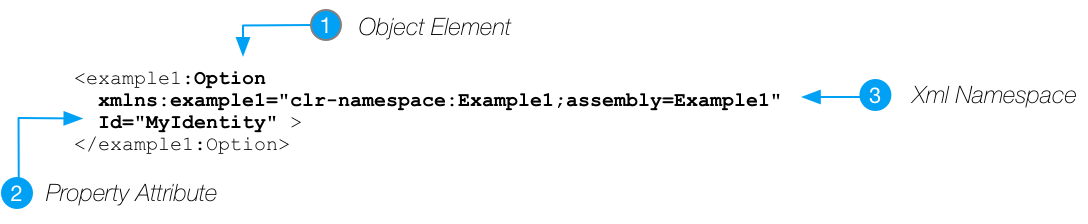 1 Object Element
<example1:Option
xmlns:example1="clr-namespace:Example1;assembly=Example1"
3 Xml Namespace
Id="MyIdentity" >
</example1:Option>
2 Property Attribute